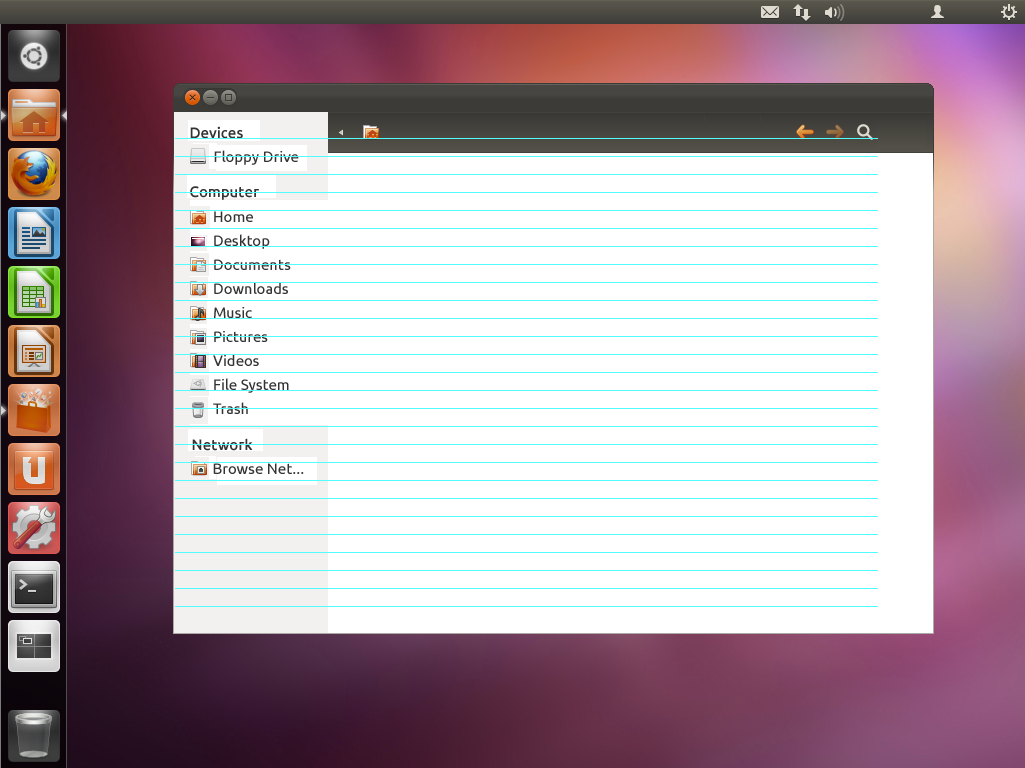 Devices
Floppy Drive
Computer
Home
Desktop
Documents
Downloads
Music
Pictures
Videos
File System
Trash
Network
Browse Net...